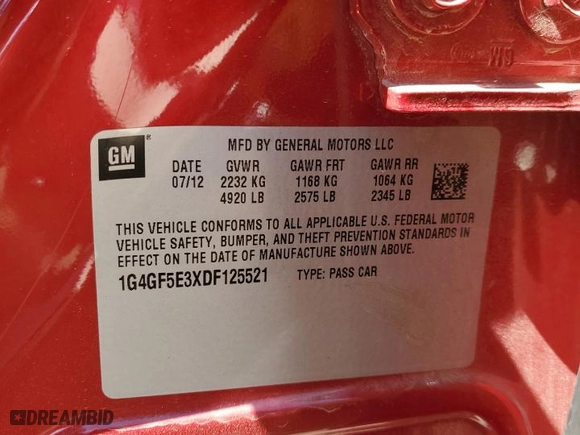 GM
GM ®
MFD BY GENERAL MOTORS LLC
DATE GVWR GAWR FRT GAWR RR
07/12 2232 KG 1168 KG 1064 KG
4920 LB 2575 LB 2345 LB
THIS VEHICLE CONFORMS TO ALL APPLICABLE U.S. FEDERAL MOTOR
VEHICLE SAFETY, BUMPER, AND THEFT PREVENTION STANDARDS IN
EFFECT ON THE DATE OF MANUFACTURE SHOWN ABOVE.
1G4GF5E3XDF125521 TYPE: PASS CAR
DREAMBID